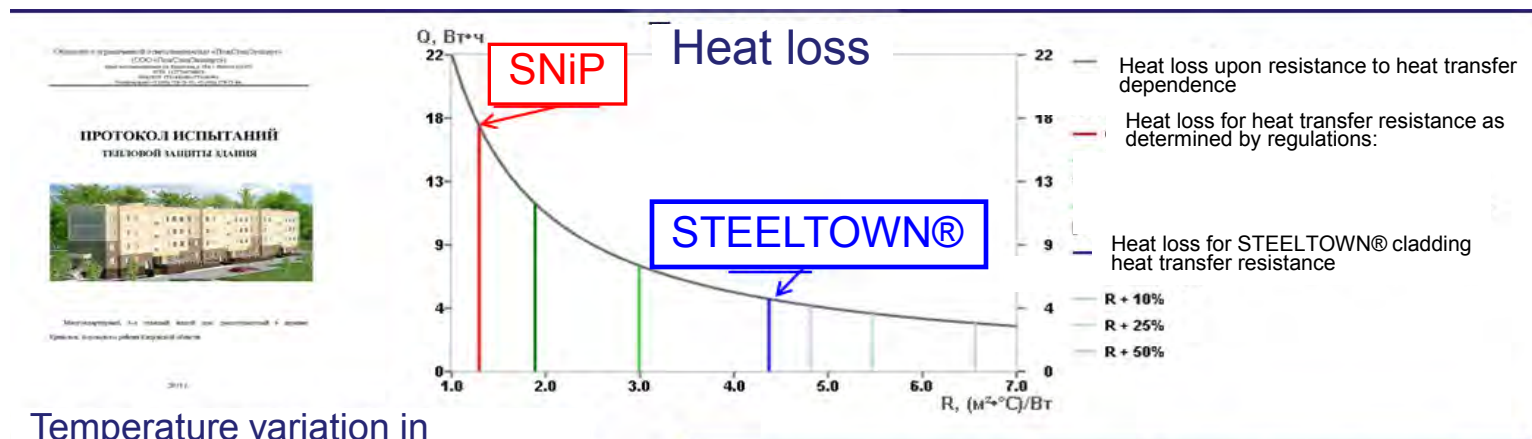 ПРОТОКОЛ ИСПЫТАНИЙ
ТЕПЛОВОЙ ЗАЩИТЫ ЗДАНИЯ
Temperature variation in
Q, Вт•ч
Heat loss
SNiP
STEELTOWN®
22
18
13
9
4
0
22
18
13
9
4
0
1.0 2.0 3.0 4.0 5.0 6.0 7.0
R, (м²•°C)/Вт
Heat loss upon resistance to heat transfer
dependence
Heat loss for heat transfer resistance as
determined by regulations:
Heat loss for STEELTOWN® cladding
heat transfer resistance
R + 10%
R + 25%
R + 50%